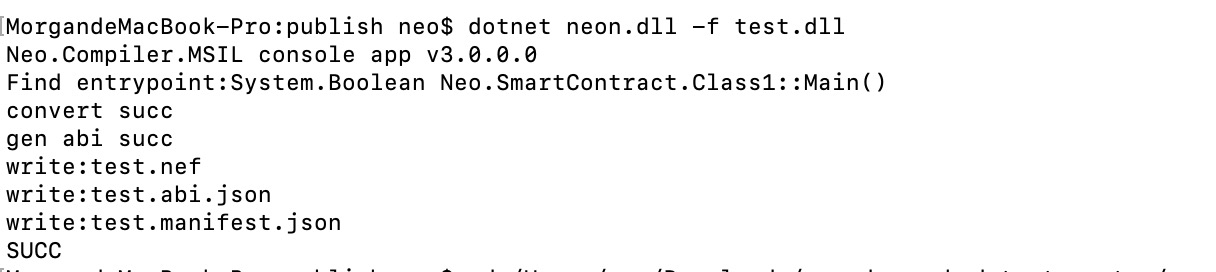 [MorgandeMacBook-Pro:publish neo$ dotnet neon.dll -f test.dll
Neo.Compiler.MSIL console app v3.0.0.0
Find entrypoint:System.Boolean Neo.SmartContract.Class1::Main()
convert succ
gen abi succ
write:test.nef
write:test.abi.json
write:test.manifest.json
SUCC